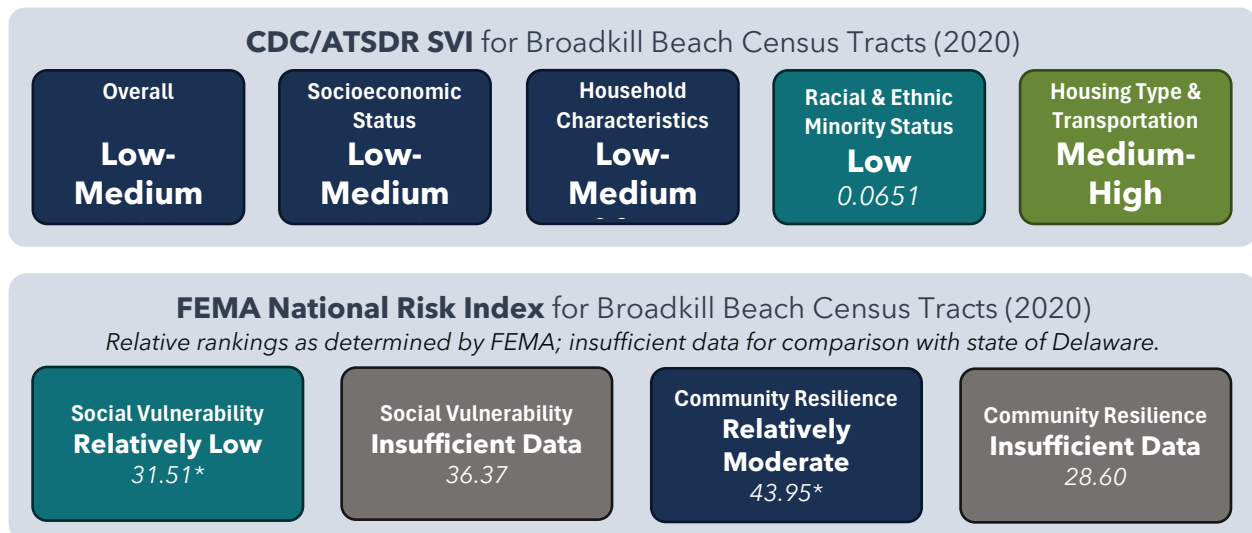 CDC/ATSDR SVI for Broadkill Beach Census Tracts (2020)
Overall
Low-
Medium
Socioeconomic
Status
Low-
Medium
Household
Characteristics
Low-
Medium
Racial & Ethnic
Minority Status
Low
0.0651
Housing Type &
Transportation
Medium-
High
FEMA National Risk Index for Broadkill Beach Census Tracts (2020)
Relative rankings as determined by FEMA; insufficient data for comparison with state of Delaware.
Social Vulnerability
Relatively Low
31.51*
Social Vulnerability
Insufficient Data
36.37
Community Resilience
Relatively
Moderate
43.95*
Community Resilience
Insufficient Data
28.60